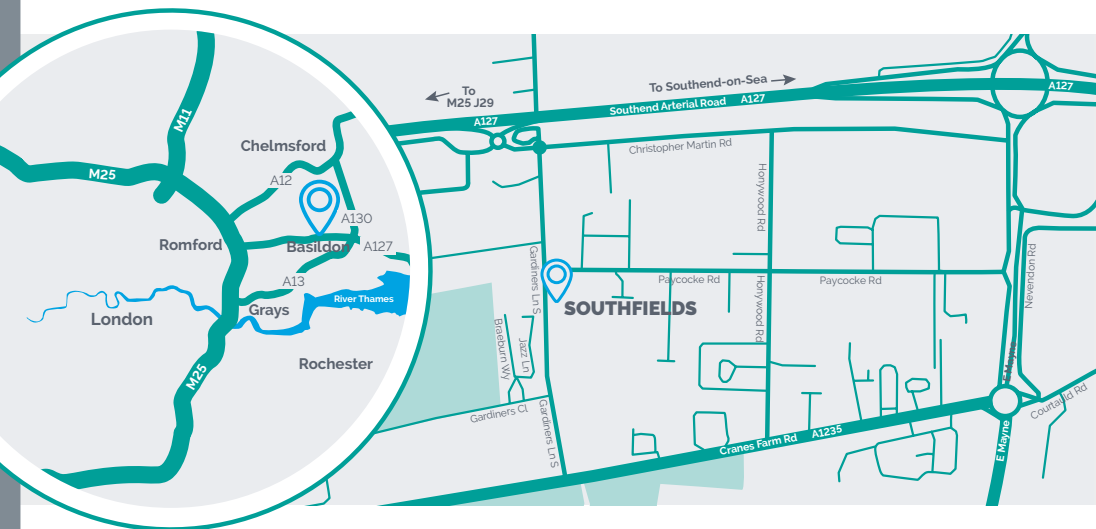 M11
Chelmsford
M25
A12
A130
Romford
Basildon
A127
A13
River Thames
Grays
London
Rochester
M25
To
M25 J29
To Southend-on-Sea
A127
Southend Arterial Road
A127
A127
Christopher Martin Rd
Honywood Rd
Gardiners Ln S
Paycocke Rd
Paycocke Rd
Nevendon Rd
SOUTHFIELDS
Honywood Rd
Braeburn Wy
Jazz Ln
E Mayne
Gardiners Cl
Gardiners Ln S
Courtauld Rd
Cranes Farm Rd
A1235
E Mayne